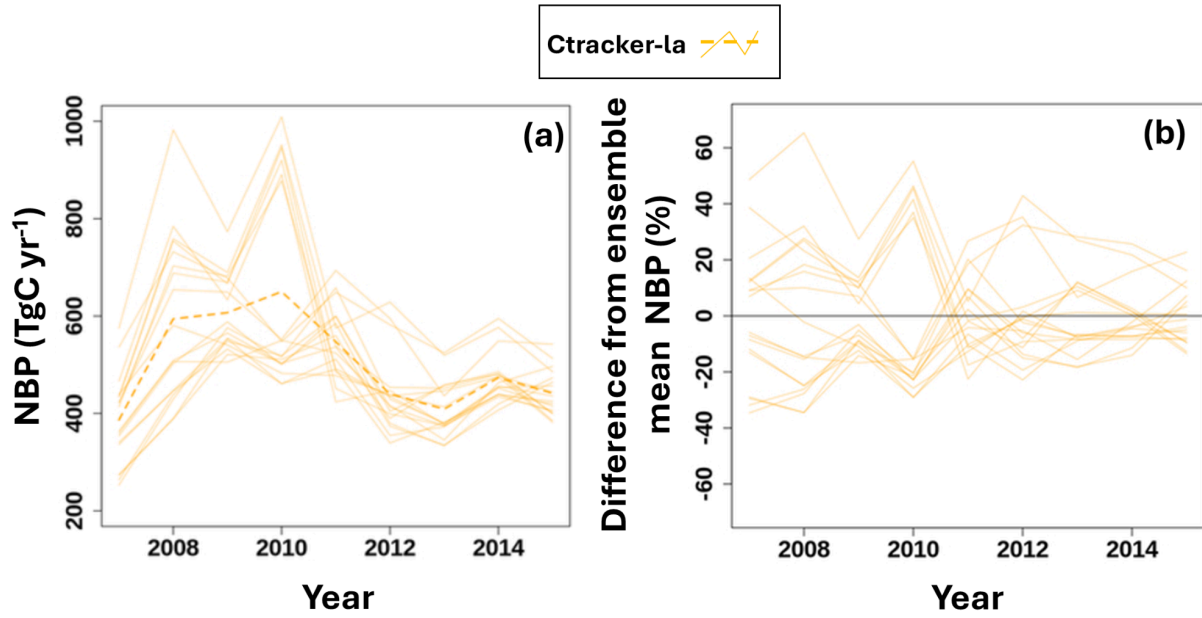 Ctracker-la
(a)
NBP (TgC yr⁻¹)
1000
800
600
400
200
2008 2010 2012 2014
Year
(b)
Difference from ensemble
mean NBP (%)
60
40
20
0
-20
-40
-60
2008 2010 2012 2014
Year